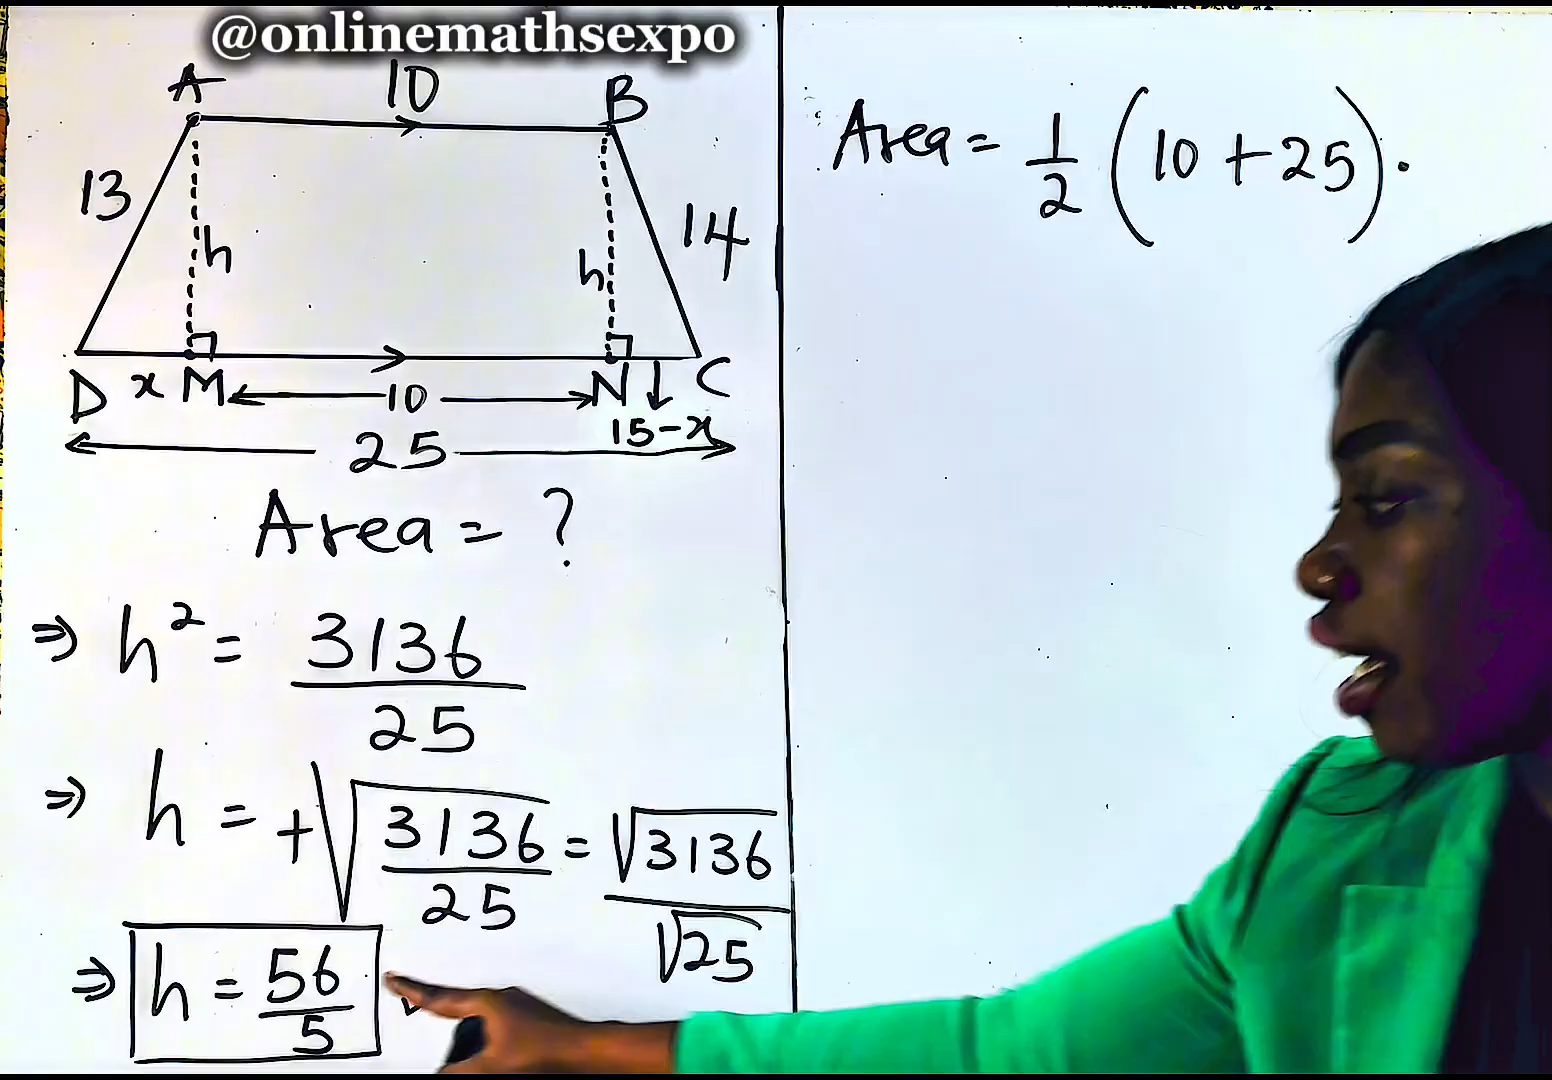 @onlinemathsexpo
A 10 B
13 h h 14
D x M 10 N C
15-x
25
Area = ?
⇒ h² = 3136/25
⇒ h = +√(3136/25) = √3136/√25
⇒ h = 56/5
Area = 1/2 (10 + 25).